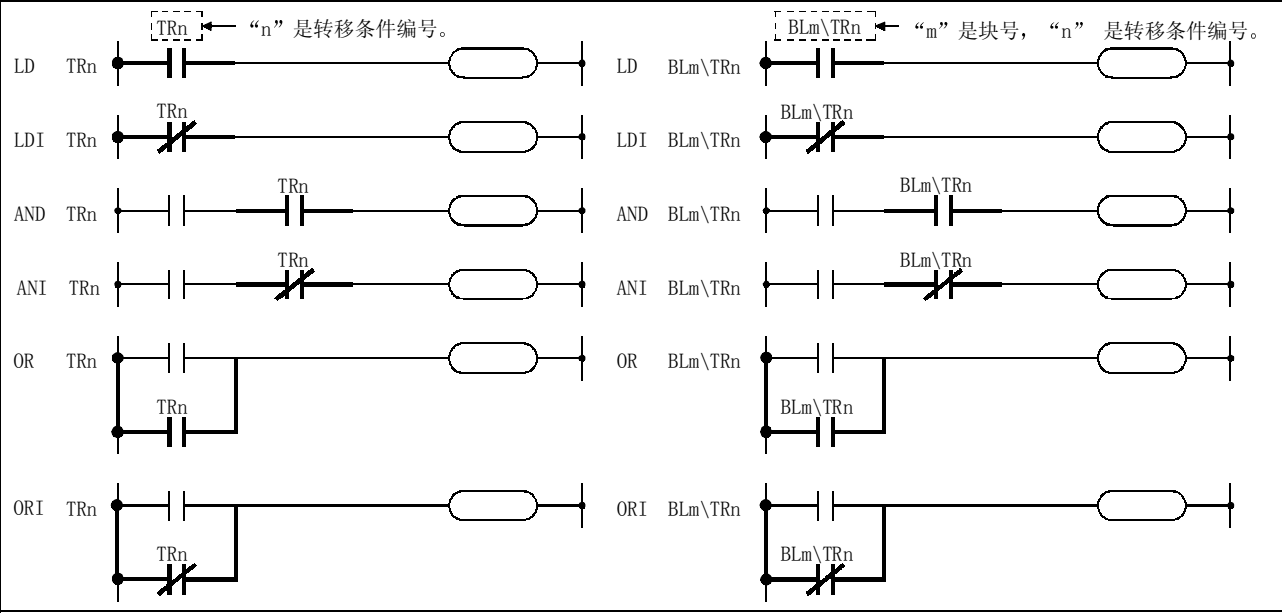 TRn “n”是转移条件编号。
LD TRn
TRn
LDI TRn
TRn
AND TRn
TRn
ANI TRn
OR TRn
TRn
ORI TRn
TRn
BLm\TRn “m”是块号，“n” 是转移条件编号。
LD BLm\TRn
BLm\TRn
LDI BLm\TRn
BLm\TRn
AND BLm\TRn
BLm\TRn
ANI BLm\TRn
OR BLm\TRn
BLm\TRn
ORI BLm\TRn
BLm\TRn